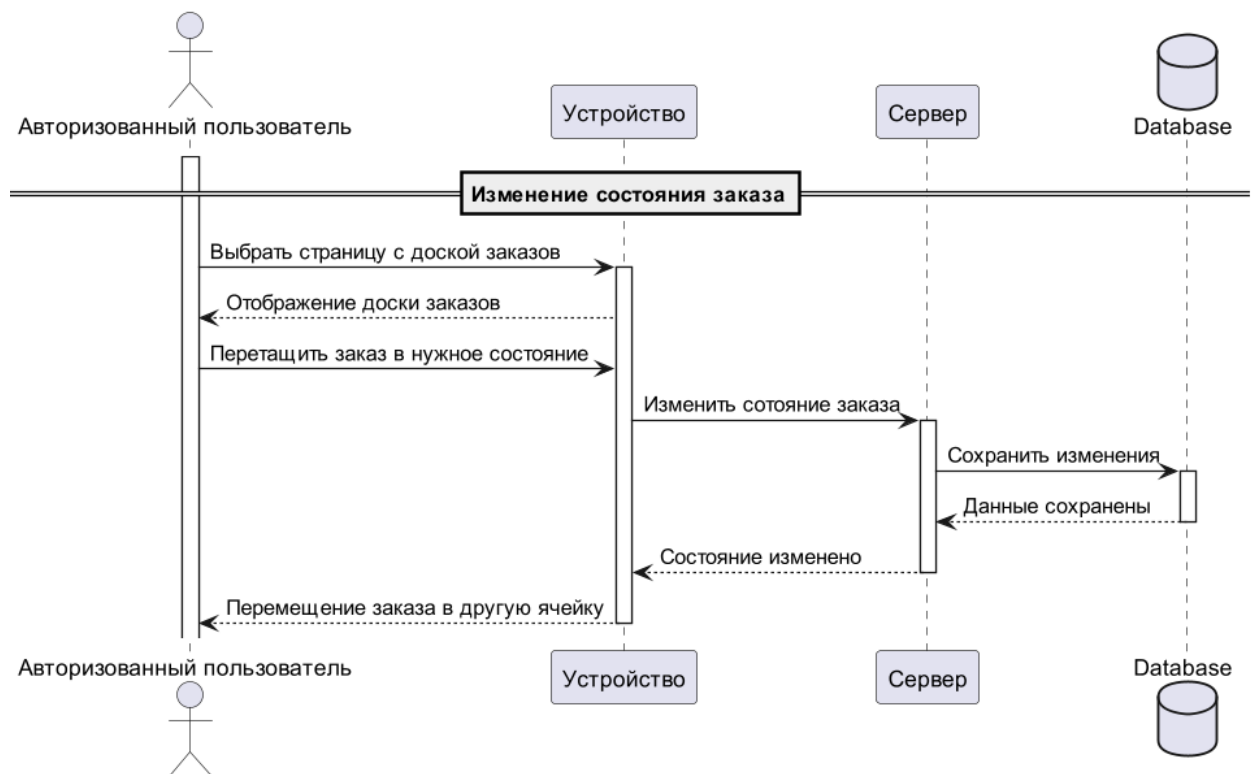 Авторизованный пользователь
Устройство
Сервер
Database
Изменение состояния заказа
Выбрать страницу с доской заказов
Отображение доски заказов
Перетащить заказ в нужное состояние
Изменить сотояние заказа
Сохранить изменения
Данные сохранены
Состояние изменено
Перемещение заказа в другую ячейку
Авторизованный пользователь
Устройство
Сервер
Database